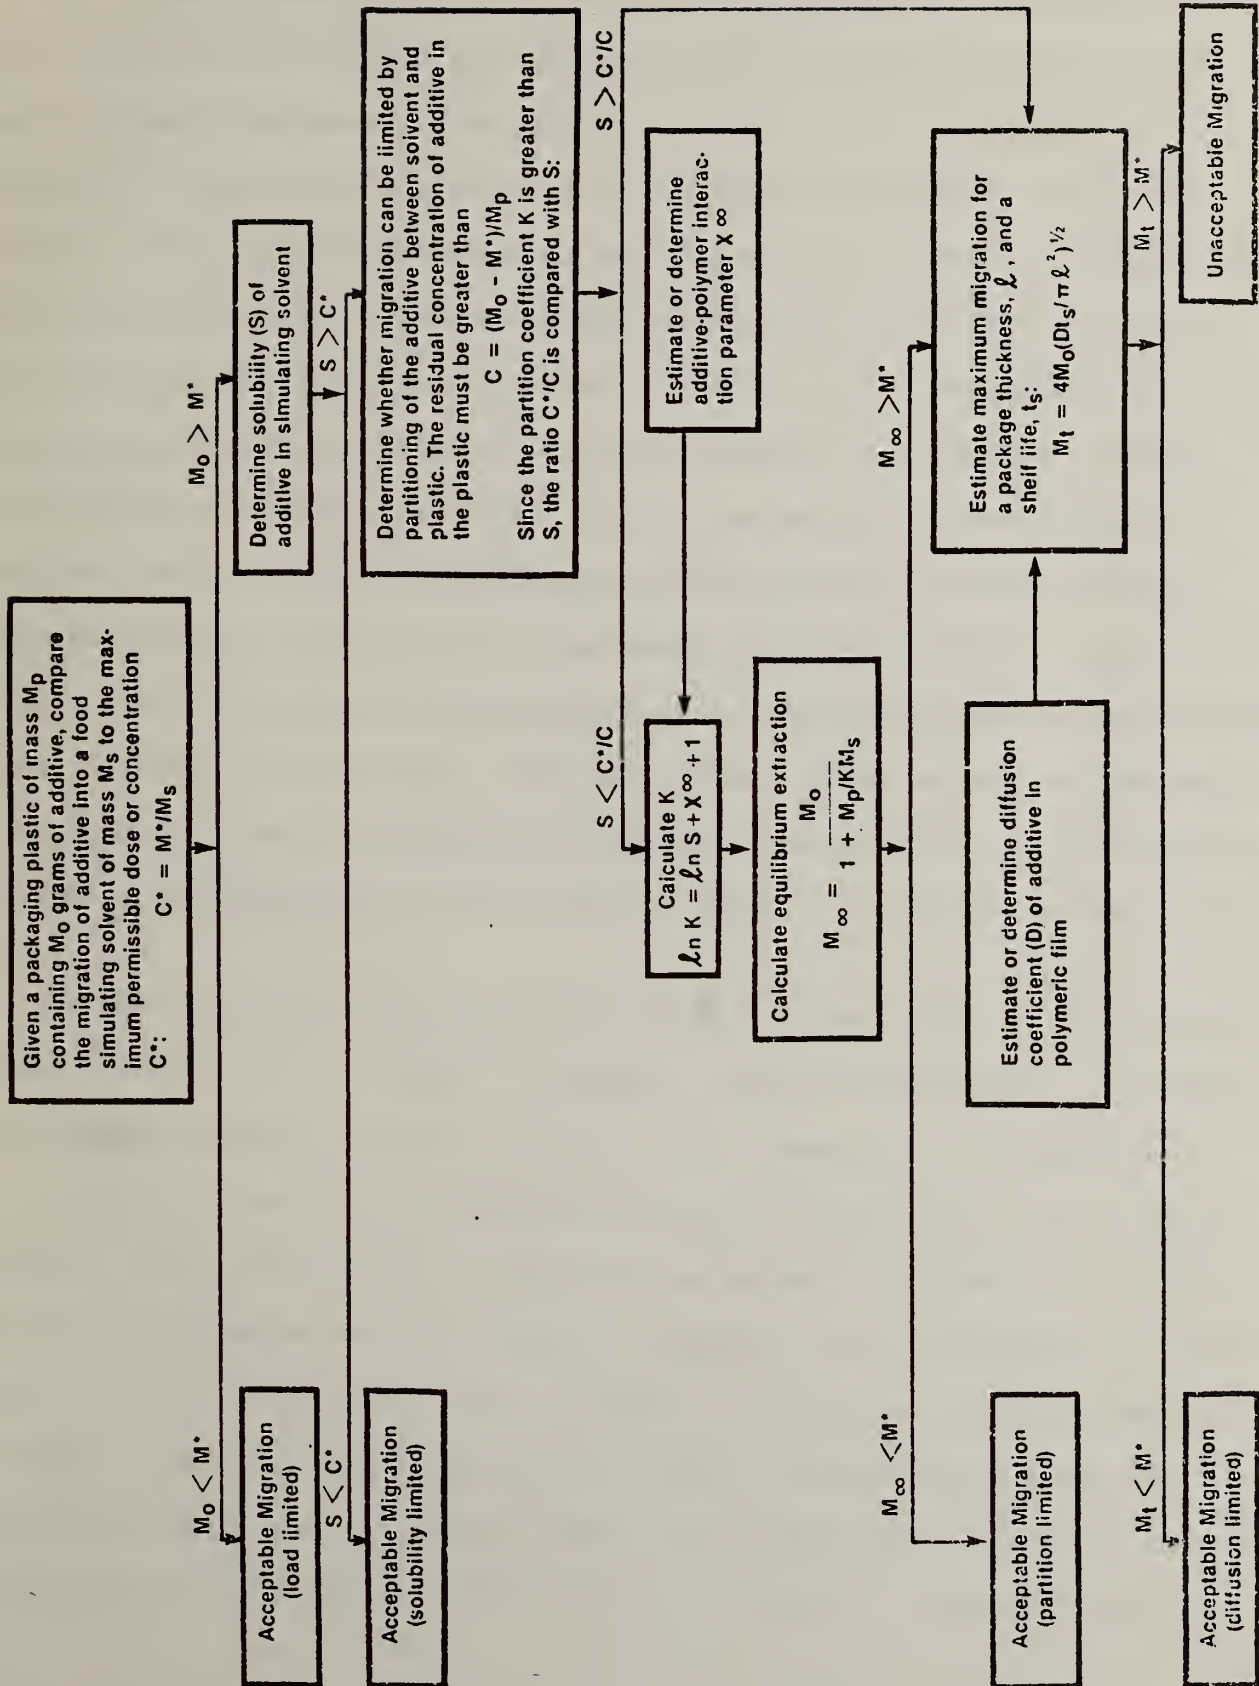 Given a packaging plastic of mass Mp
containing Mo grams of additive, compare
the migration of additive into a food
simulating solvent of mass Ms to the max-
imum permissible dose or concentration
C*:
C* = M*/Ms
Mo < M*
Mo > M*
Acceptable Migration
(load limited)
Determine solubility (S) of
additive in simulating solvent
S < C*
S > C*
Acceptable Migration
(solubility limited)
Determine whether migration can be limited by
partitioning of the additive between solvent and
plastic. The residual concentration of additive in
the plastic must be greater than
C = (Mo - M*)/Mp
Since the partition coefficient K is greater than
S, the ratio C*/C is compared with S:
S < C*/C
S > C*/C
Calculate K
ℓn K = ℓn S + X∞ + 1
Estimate or determine
additive-polymer interac-
tion parameter X∞
Calculate equilibrium extraction
M∞ = Mo / 1 + Mp/KMs
M∞ < M*
M∞ > M*
Acceptable Migration
(partition limited)
Estimate or determine diffusion
coefficient (D) of additive in
polymeric film
Estimate maximum migration for
a package thickness, ℓ, and a
shelf life, ts:
Mt = 4Mo(Dts/πℓ²)½
Mt < M*
Mt > M*
Acceptable Migration
(diffusion limited)
Unacceptable Migration